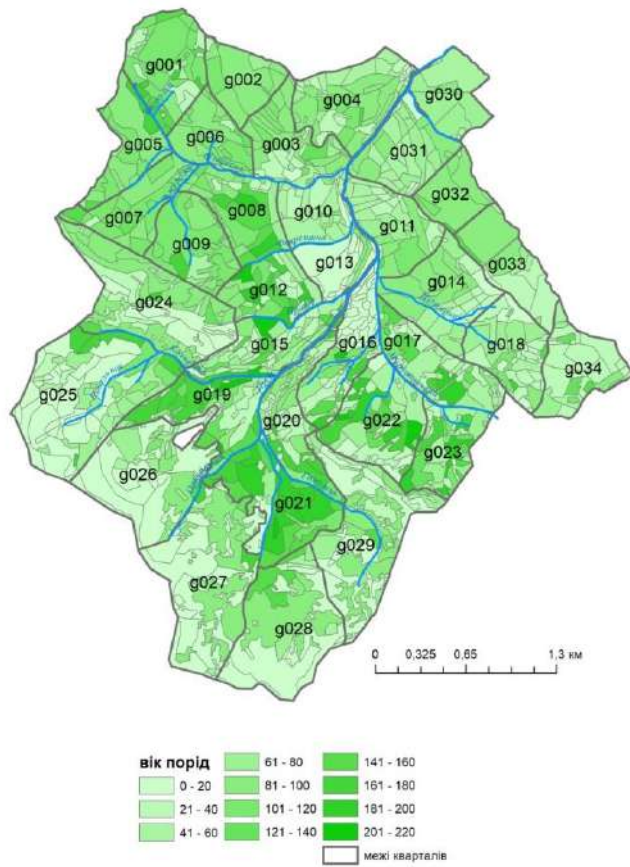 g001
g002
g004
g030
g005
g006
g003
g031
g032
g007
g008
g010
g011
g009
g013
g033
g024
g012
g014
g015
g016
g017
g018
g034
g025
g019
g020
g022
g023
g026
g021
g029
g027
g028
0 0,325 0,65 1,3 км
вік порід
0 - 20
21 - 40
41 - 60
61 - 80
81 - 100
101 - 120
121 - 140
141 - 160
161 - 180
181 - 200
201 - 220
межі кварталів